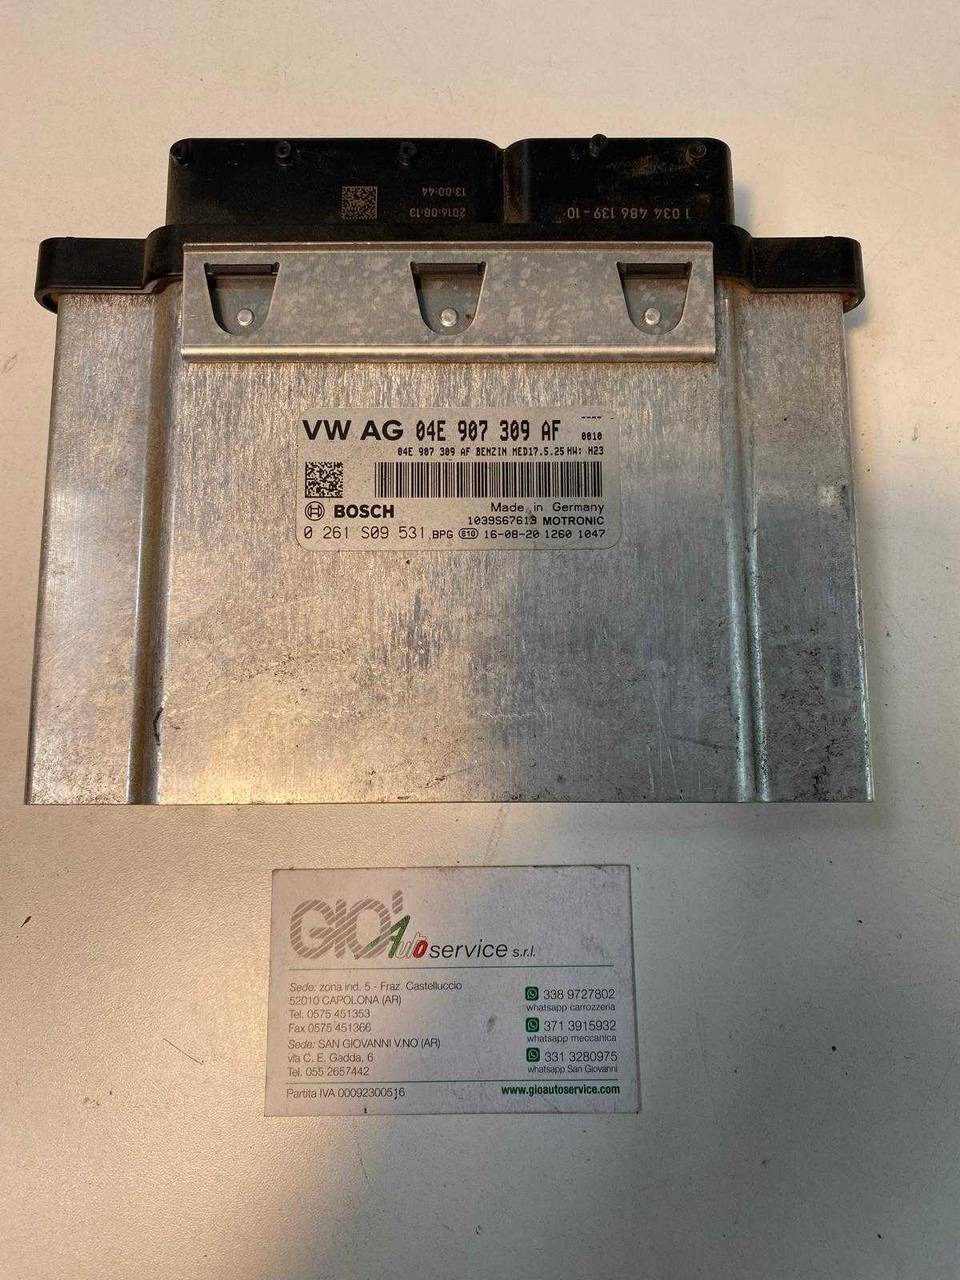 13:00:44
2016-08-13
1 034 486 139-10
VW AG 04E 907 309 AF
0010
04E 907 309 AF BENZIN MED17.5.25 HW: H23
BOSCH
Made in Germany
1039S67613 MOTRONIC
0 261 S09 531 BPG 810 16-08-20 1260 1047
GIO' Auto service s.r.l.
Sede: zona ind. 5 - Fraz. Castelluccio
52010 CAPOLONA (AR)
Tel. 0575 451353
Fax 0575 451366
Sede: SAN GIOVANNI V.NO (AR)
via C. E. Gadda, 6
Tel. 055 2657442
Partita IVA 00092300516
338 9727802
whatsapp carrozzeria
371 3915932
whatsapp meccanica
331 3280975
whatsapp San Giovanni
www.gioautoservice.com